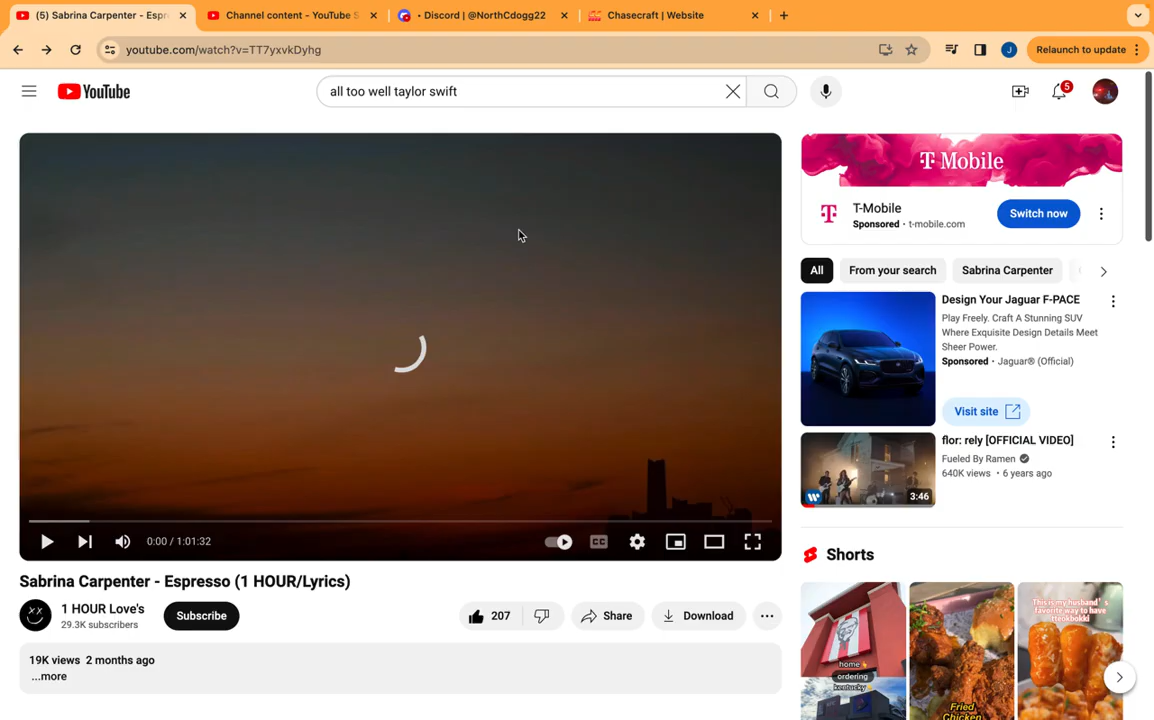 (5) Sabrina Carpenter - Espr
Channel content - YouTube S
• Discord | @NorthCdogg22
Chasecraft | Website
youtube.com/watch?v=TT7yxvkDyhg
J
Relaunch to update
YouTube
all too well taylor swift
5
T Mobile
T-Mobile
Sponsored • t-mobile.com
Switch now
All
From your search
Sabrina Carpenter
Design Your Jaguar F-PACE
Play Freely. Craft A Stunning SUV
Where Exquisite Design Details Meet
Sheer Power.
Sponsored • Jaguar® (Official)
Visit site
flor: rely [OFFICIAL VIDEO]
Fueled By Ramen
640K views • 6 years ago
3:46
0:00 / 1:01:32
CC
Sabrina Carpenter - Espresso (1 HOUR/Lyrics)
1 HOUR Love's
29.3K subscribers
Subscribe
207
Share
Download
19K views 2 months ago
...more
Shorts
home
ordering
kentucky
Fried
Chicken
This is my husband's
favorite way to
have
tteokbokki